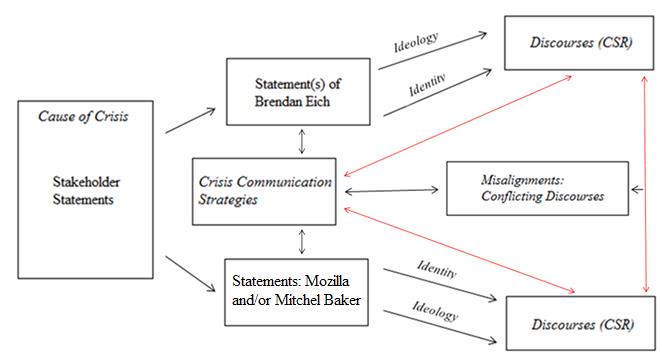 Ideology
Discourses (CSR)
Statement(s) of
Brendan Eich
Identity
Cause of Crisis
Stakeholder
Statements
Crisis Communication
Strategies
Misalignments:
Conflicting Discourses
Statements: Mozilla
and/or Mitchel Baker
Identity
Ideology
Discourses (CSR)